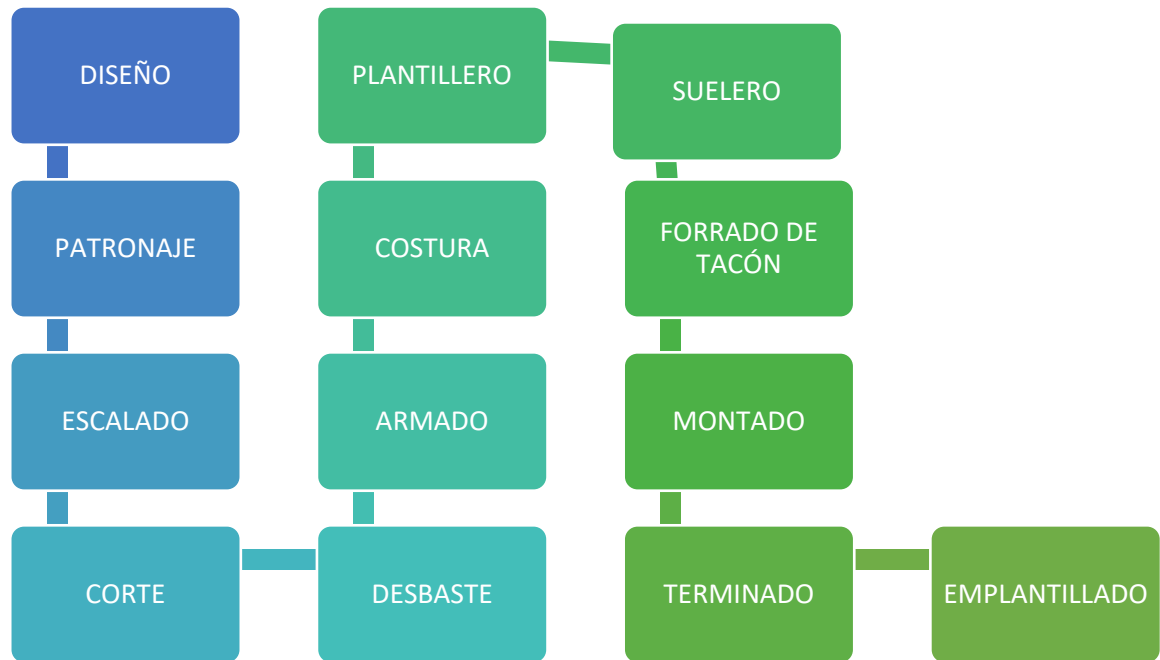 DISEÑO
PATRONAJE
ESCALADO
CORTE
DESBASTE
ARMADO
COSTURA
PLANTILLERO
SUELERO
FORRADO DE
TACÓN
MONTADO
TERMINADO
EMPLANTILLADO